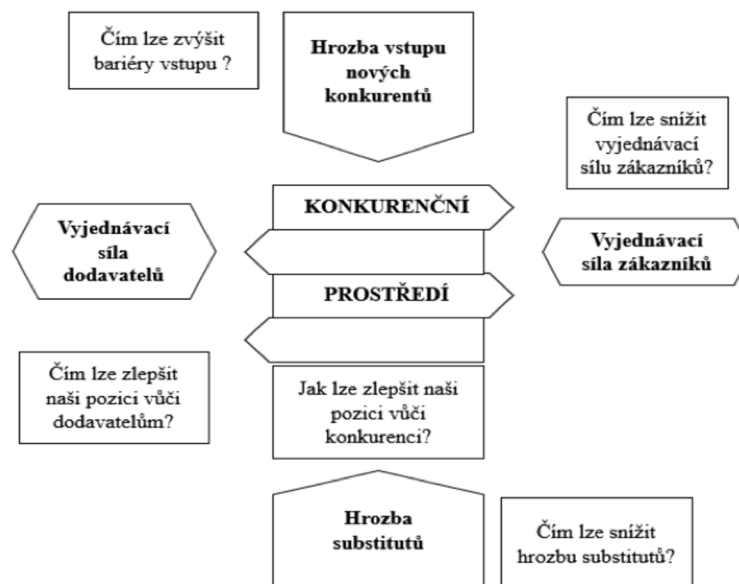 Čím lze zvýšit
bariéry vstupu ?
Hrozba vstupu
nových
konkurentů
Čím lze snížit
vyjednávací
sílu zákazníků?
KONKURENČNÍ
Vyjednávací
síla
dodavatelů
Vyjednávací
síla zákazníků
PROSTŘEDÍ
Čím lze zlepšit
naši pozici vůči
dodavatelům?
Jak lze zlepšit naši
pozici vůči
konkurenci?
Hrozba
substitutů
Čím lze snížit
hrozbu substitutů?